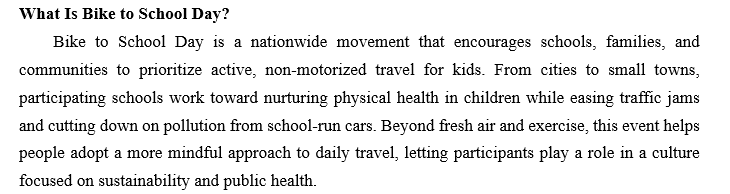 What Is Bike to School Day?
Bike to School Day is a nationwide movement that encourages schools, families, and
communities to prioritize active, non-motorized travel for kids. From cities to small towns,
participating schools work toward nurturing physical health in children while easing traffic jams
and cutting down on pollution from school-run cars. Beyond fresh air and exercise, this event helps
people adopt a more mindful approach to daily travel, letting participants play a role in a culture
focused on sustainability and public health.